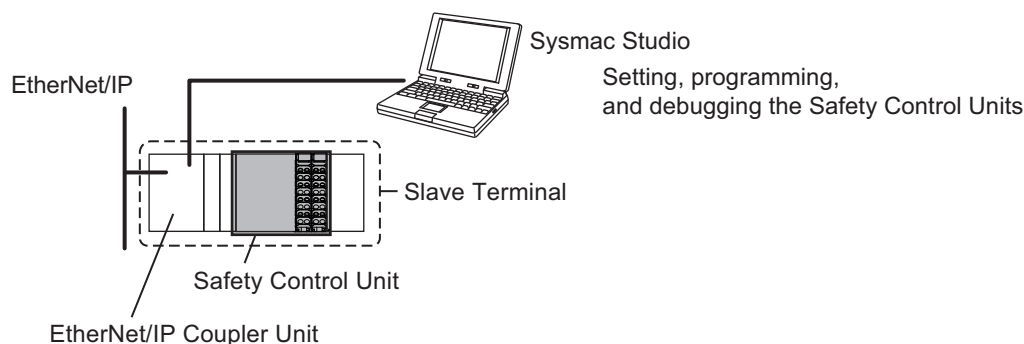 Sysmac Studio
EtherNet/IP
Setting, programming,
and debugging the Safety Control Units
Slave Terminal
Safety Control Unit
EtherNet/IP Coupler Unit